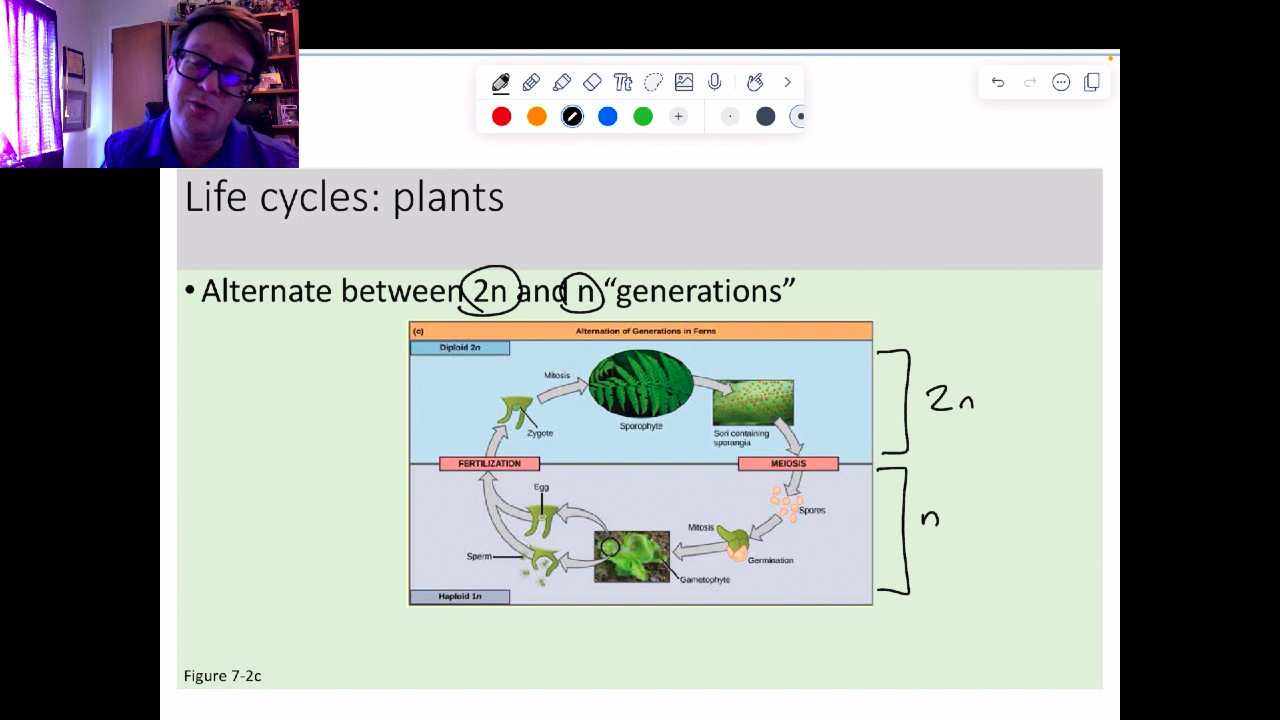 Tt
Life cycles: plants
• Alternate between 2n and n “generations”
(c) Alternation of Generations in Ferns
Diploid 2n
Mitosis
Sporophyte
Zygote
Sori containing
sporangia
2n
FERTILIZATION
MEIOSIS
Egg
Spores
n
Mitosis
Sperm
Germination
Gametophyte
Haploid 1n
Figure 7-2c